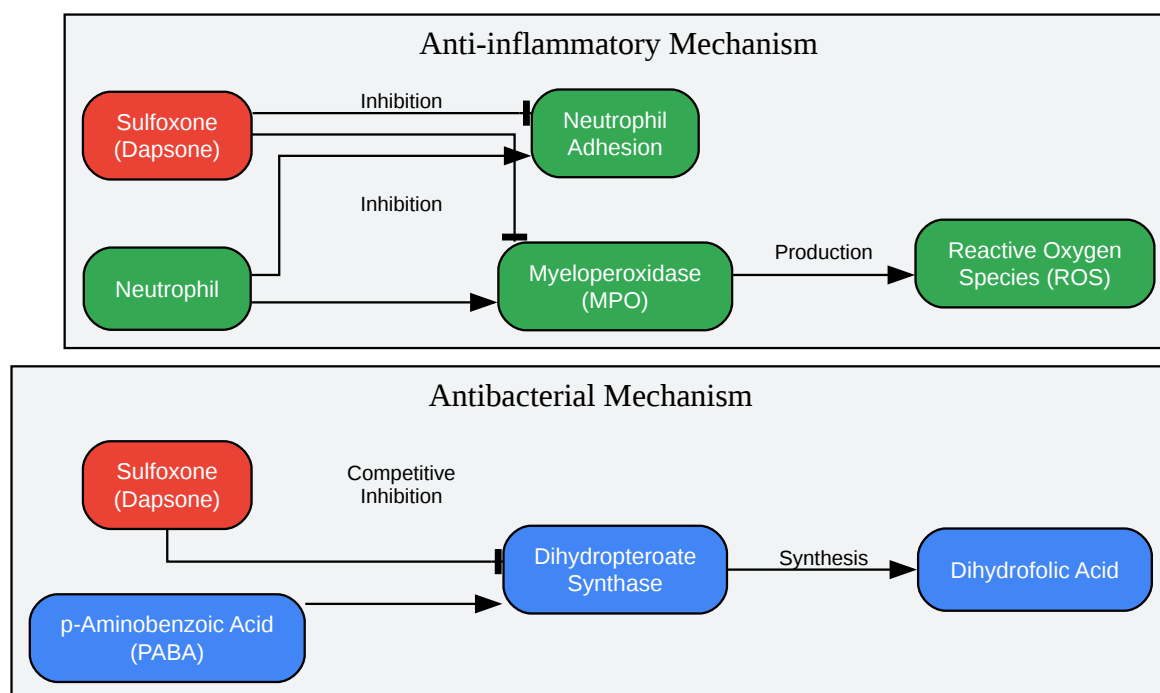 Anti-inflammatory Mechanism
Sulfoxone
(Dapsone)
Inhibition
Neutrophil
Adhesion
Inhibition
Neutrophil
Myeloperoxidase
(MPO)
Production
Reactive Oxygen
Species (ROS)
Antibacterial Mechanism
Sulfoxone
(Dapsone)
Competitive
Inhibition
p-Aminobenzoic Acid
(PABA)
Dihydropteroate
Synthase
Synthesis
Dihydrofolic Acid